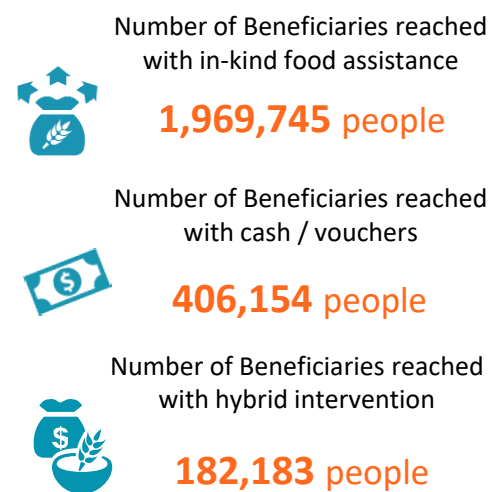 Number of Beneficiaries reached
with in-kind food assistance
1,969,745 people
Number of Beneficiaries reached
with cash / vouchers
$
406,154 people
Number of Beneficiaries reached
with hybrid intervention
$
182,183 people